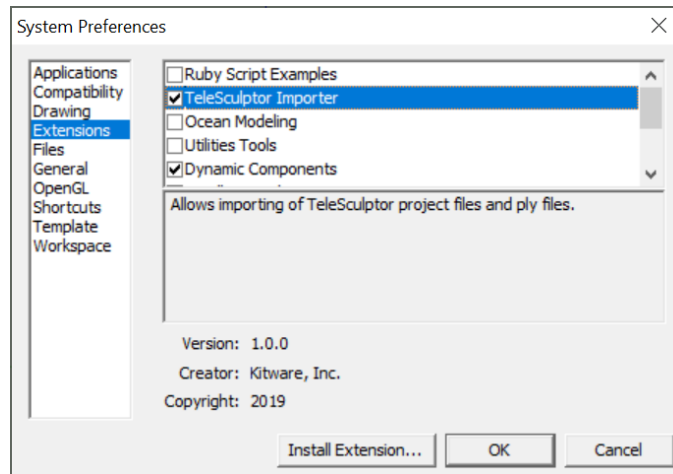 System Preferences
Applications
Compatibility
Drawing
Extensions
Files
General
OpenGL
Shortcuts
Template
Workspace
Ruby Script Examples
TeleSculptor Importer
Ocean Modeling
Utilities Tools
Dynamic Components
Allows importing of TeleSculptor project files and ply files.
Version: 1.0.0
Creator: Kitware, Inc.
Copyright: 2019
Install Extension... OK Cancel